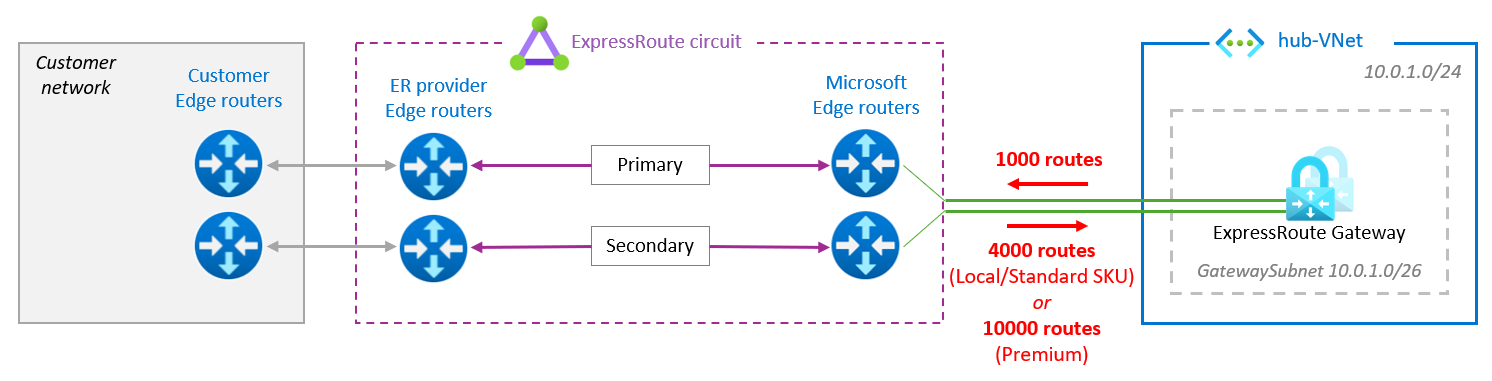 Customer
network
Customer
Edge routers
ExpressRoute circuit
ER provider
Edge routers
Primary
Secondary
Microsoft
Edge routers
1000 routes
4000 routes
(Local/Standard SKU)
or
10000 routes
(Premium)
hub-VNet
10.0.1.0/24
ExpressRoute Gateway
GatewaySubnet 10.0.1.0/26